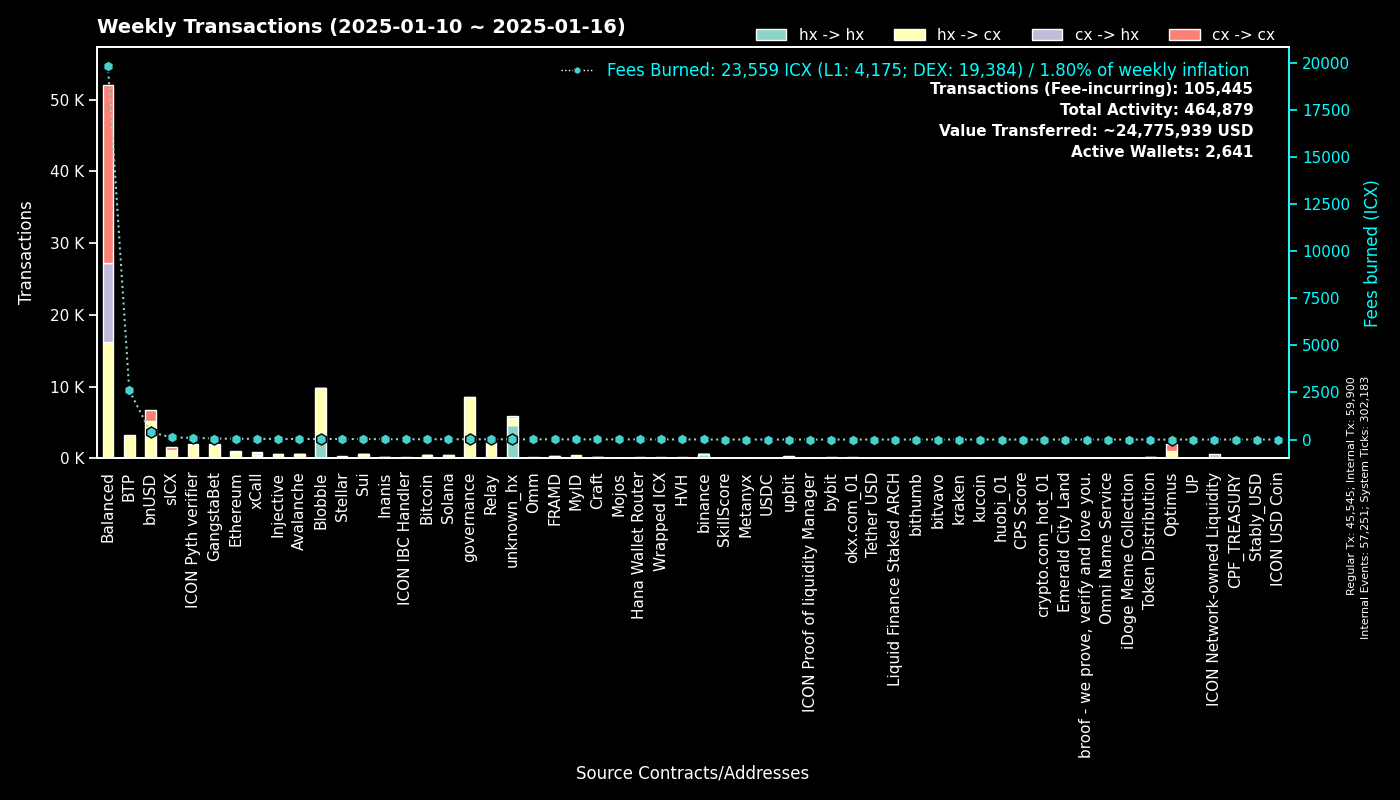 Weekly Transactions (2025-01-10 ~ 2025-01-16)
hx -> hx
hx -> cx
cx -> hx
cx -> cx
Fees Burned: 23,559 ICX (L1: 4,175; DEX: 19,384) / 1.80% of weekly inflation
Transactions (Fee-incurring): 105,445
Total Activity: 464,879
Value Transferred: ~24,775,939 USD
Active Wallets: 2,641
Transactions
50 K
40 K
30 K
20 K
10 K
0 K
20000
17500
15000
12500
10000
7500
5000
2500
0
Fees burned (ICX)
Regular Tx: 45,545; Internal Tx: 59,900
Internal Events: 57,251; System Ticks: 302,183
Balanced
BTP
bnUSD
sICX
ICON Pyth verifier
GangstaBet
Ethereum
xCall
Injective
Avalanche
Blobble
Stellar
Sui
Inanis
ICON IBC Handler
Bitcoin
Solana
governance
Relay
unknown_hx
Omm
FRAMD
MyID
Craft
Mojos
Hana Wallet Router
Wrapped ICX
HVH
binance
SkillScore
Metanyx
USDC
upbit
ICON Proof of liquidity Manager
bybit
okx.com_01
Tether USD
Liquid Finance Staked ARCH
bithumb
bitvavo
kraken
kucoin
huobi_01
CPS Score
crypto.com_hot_01
Emerald City Land
broof - we prove, verify and love you.
Omni Name Service
iDoge Meme Collection
Token Distribution
Optimus
UP
ICON Network-owned Liquidity
CPF_TREASURY
Stably_USD
ICON USD Coin
Source Contracts/Addresses